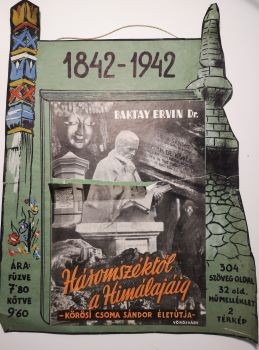 1842-1942
BAKTAY ERVIN Dr.
Háromszéktől
a Himálajáig
- KŐRÖSI CSOMA SÁNDOR ÉLETÚTJA -
VÖRÖSVÁRY
ÁRA:
FŰZVE
7'80
KÖTVE
9'60
304
SZÖVEG-OLDAL
32 old.
MŰMELLÉKLET
2
TÉRKÉP